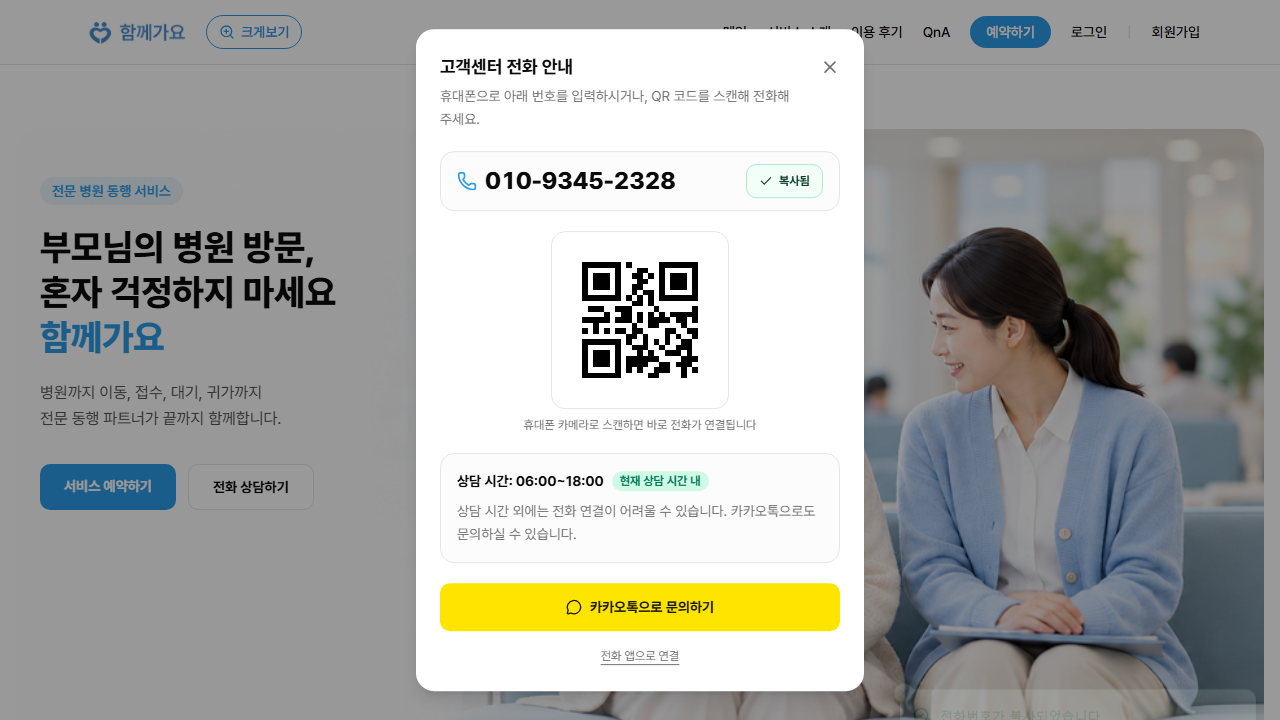 함께가요
크게보기
이용 후기
QnA
예약하기
로그인
회원가입
고객센터 전화 안내
휴대폰으로 아래 번호를 입력하시거나, QR 코드를 스캔해 전화해
주세요.
010-9345-2328
복사됨
휴대폰 카메라로 스캔하면 바로 전화가 연결됩니다
상담 시간: 06:00~18:00
현재 상담 시간 내
상담 시간 외에는 전화 연결이 어려울 수 있습니다. 카카오톡으로도
문의하실 수 있습니다.
카카오톡으로 문의하기
전화 앱으로 연결
전문 병원 동행 서비스
부모님의 병원 방문,
혼자 걱정하지 마세요
함께가요
병원까지 이동, 접수, 대기, 귀가까지
전문 동행 파트너가 끝까지 함께합니다.
서비스 예약하기
전화 상담하기
전화번호가 복사되었습니다